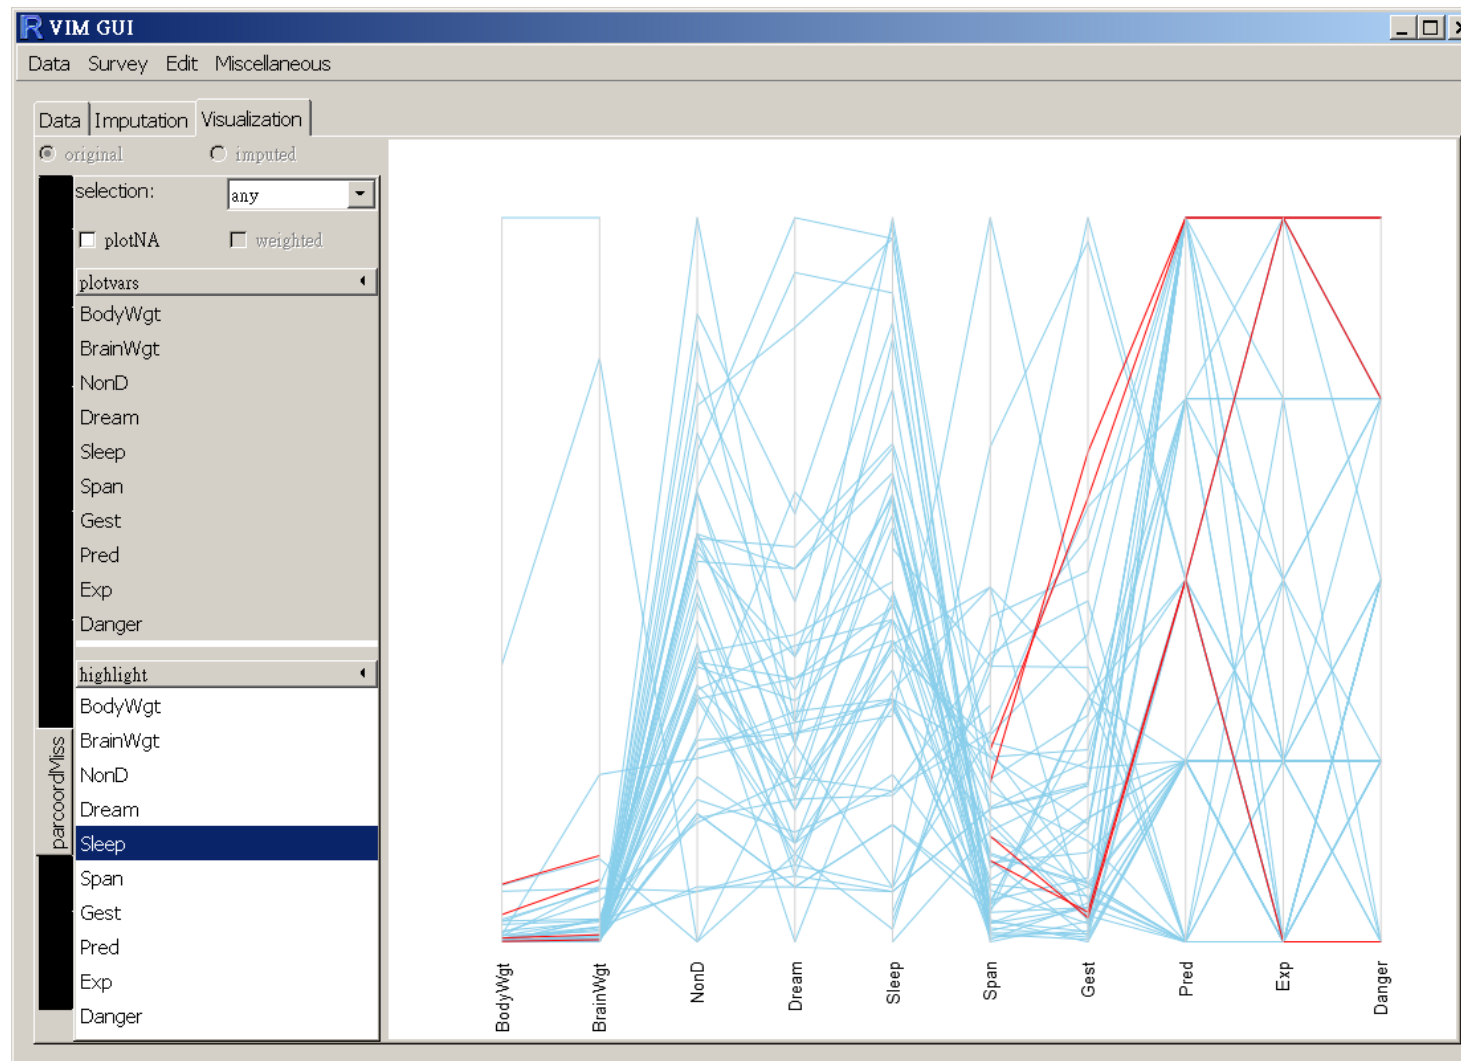 VIM GUI
Data Survey Edit Miscellaneous
Data Imputation Visualization
original imputed
selection: any
plotNA weighted
plotvars
BodyWgt
BrainWgt
NonD
Dream
Sleep
Span
Gest
Pred
Exp
Danger
highlight
BodyWgt
BrainWgt
NonD
Dream
Sleep
Span
Gest
Pred
Exp
Danger
parcoordMiss
BodyWgt
BrainWgt
NonD
Dream
Sleep
Span
Gest
Pred
Exp
Danger